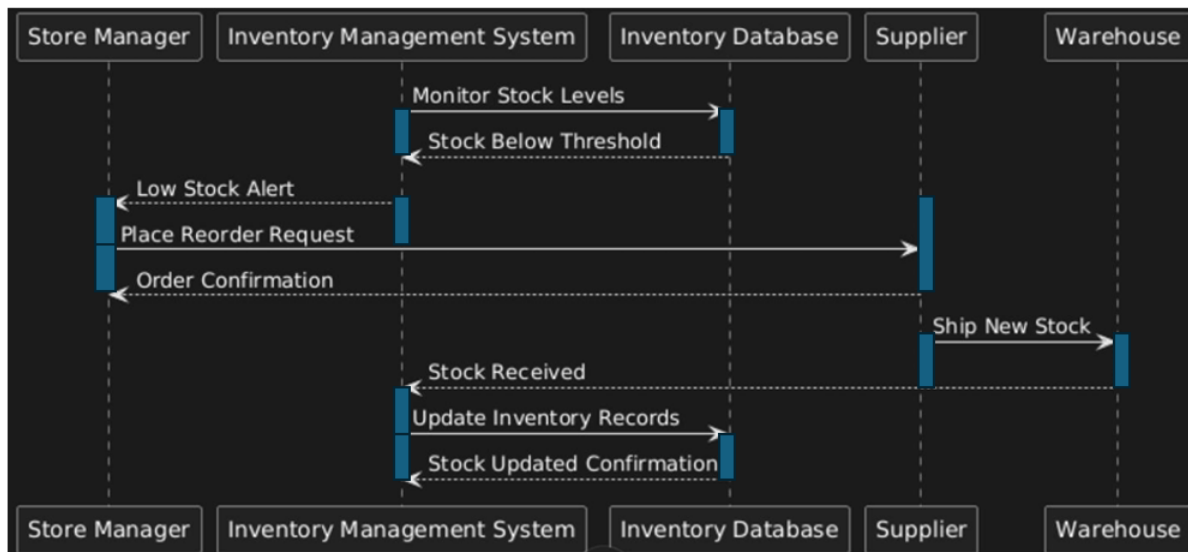 Store Manager
Inventory Management System
Inventory Database
Supplier
Warehouse
Monitor Stock Levels
Stock Below Threshold
Low Stock Alert
Place Reorder Request
Order Confirmation
Ship New Stock
Stock Received
Update Inventory Records
Stock Updated Confirmation
Store Manager
Inventory Management System
Inventory Database
Supplier
Warehouse